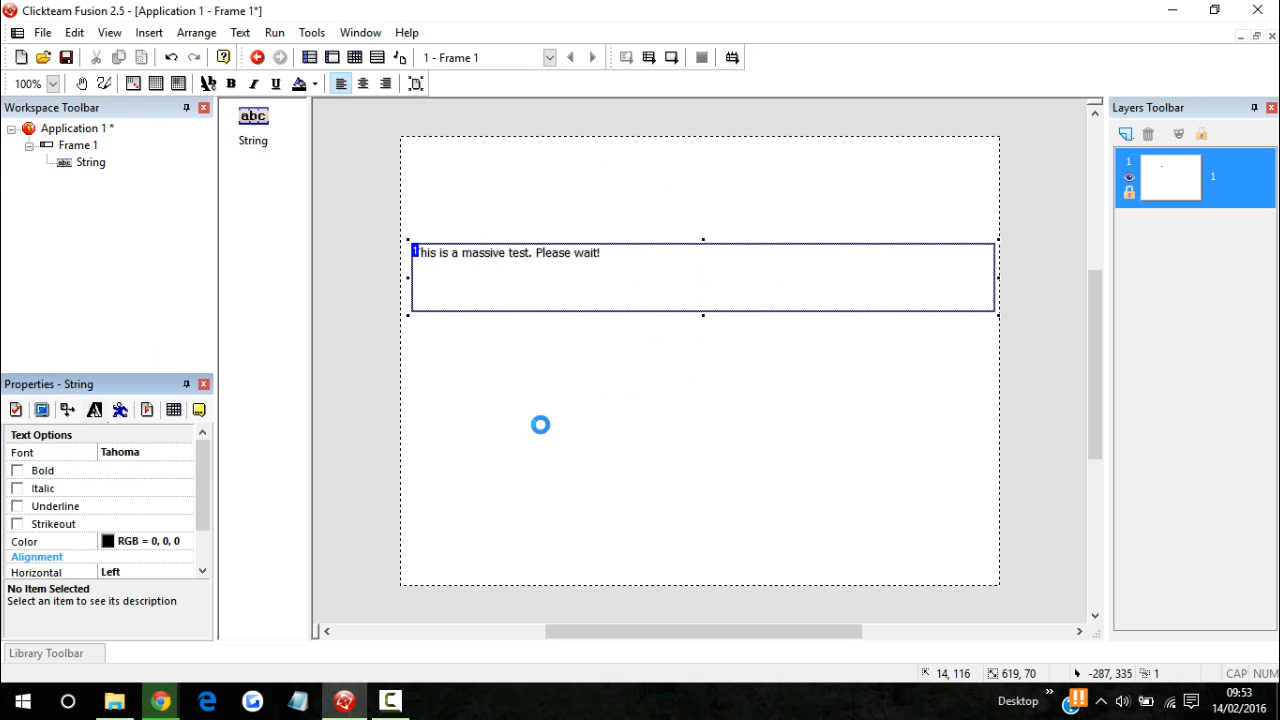 Clickteam Fusion 2.5 - [Application 1 - Frame 1*]
File Edit View Insert Arrange Text Run Tools Window Help
1 - Frame 1
100%
B I U
Workspace Toolbar
Application 1 *
Frame 1
String
abc
String
1his is a massive test. Please wait!
Layers Toolbar
1
1
Properties - String
Text Options
Font Tahoma
Bold
Italic
Underline
Strikeout
Color RGB = 0, 0, 0
Alignment
Horizontal Left
No Item Selected
Select an item to see its description
Library Toolbar
14, 116 619, 70 -287, 335 1 CAP NUM
Desktop
09:53
14/02/2016